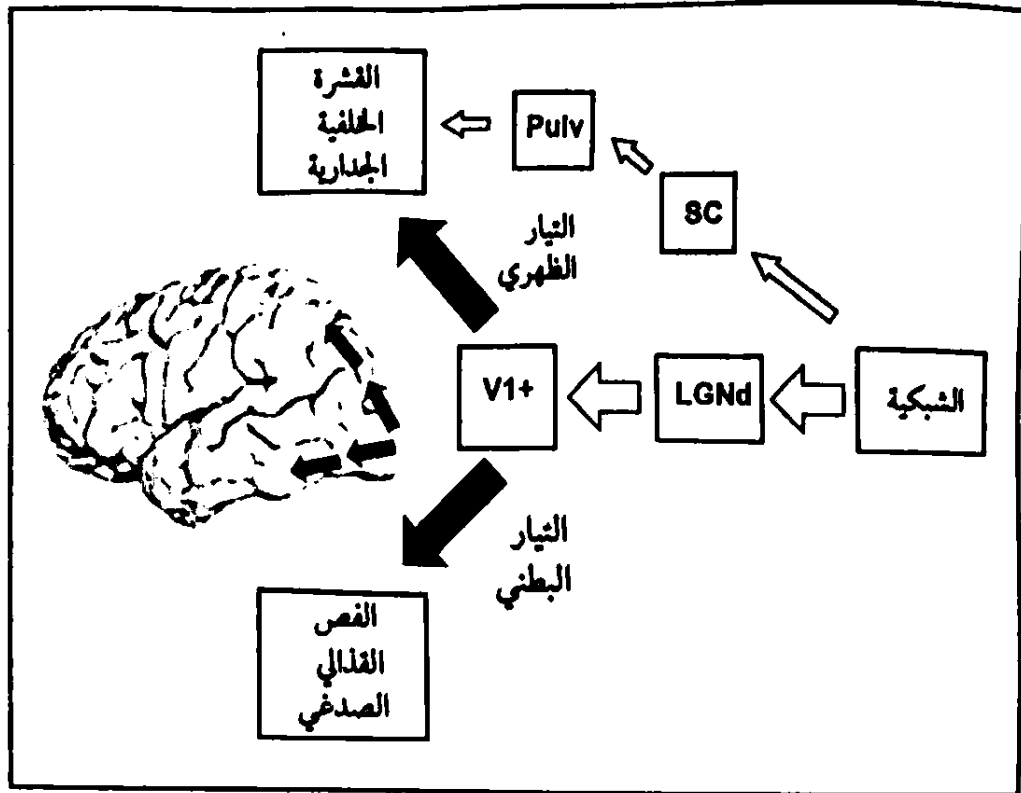 القشرة
الخلفية
الجدارية
Pulv
SC
التيار
الظهري
V1+
LGNd
الشبكية
التيار
البطني
الفص
القذالي
الصدغي